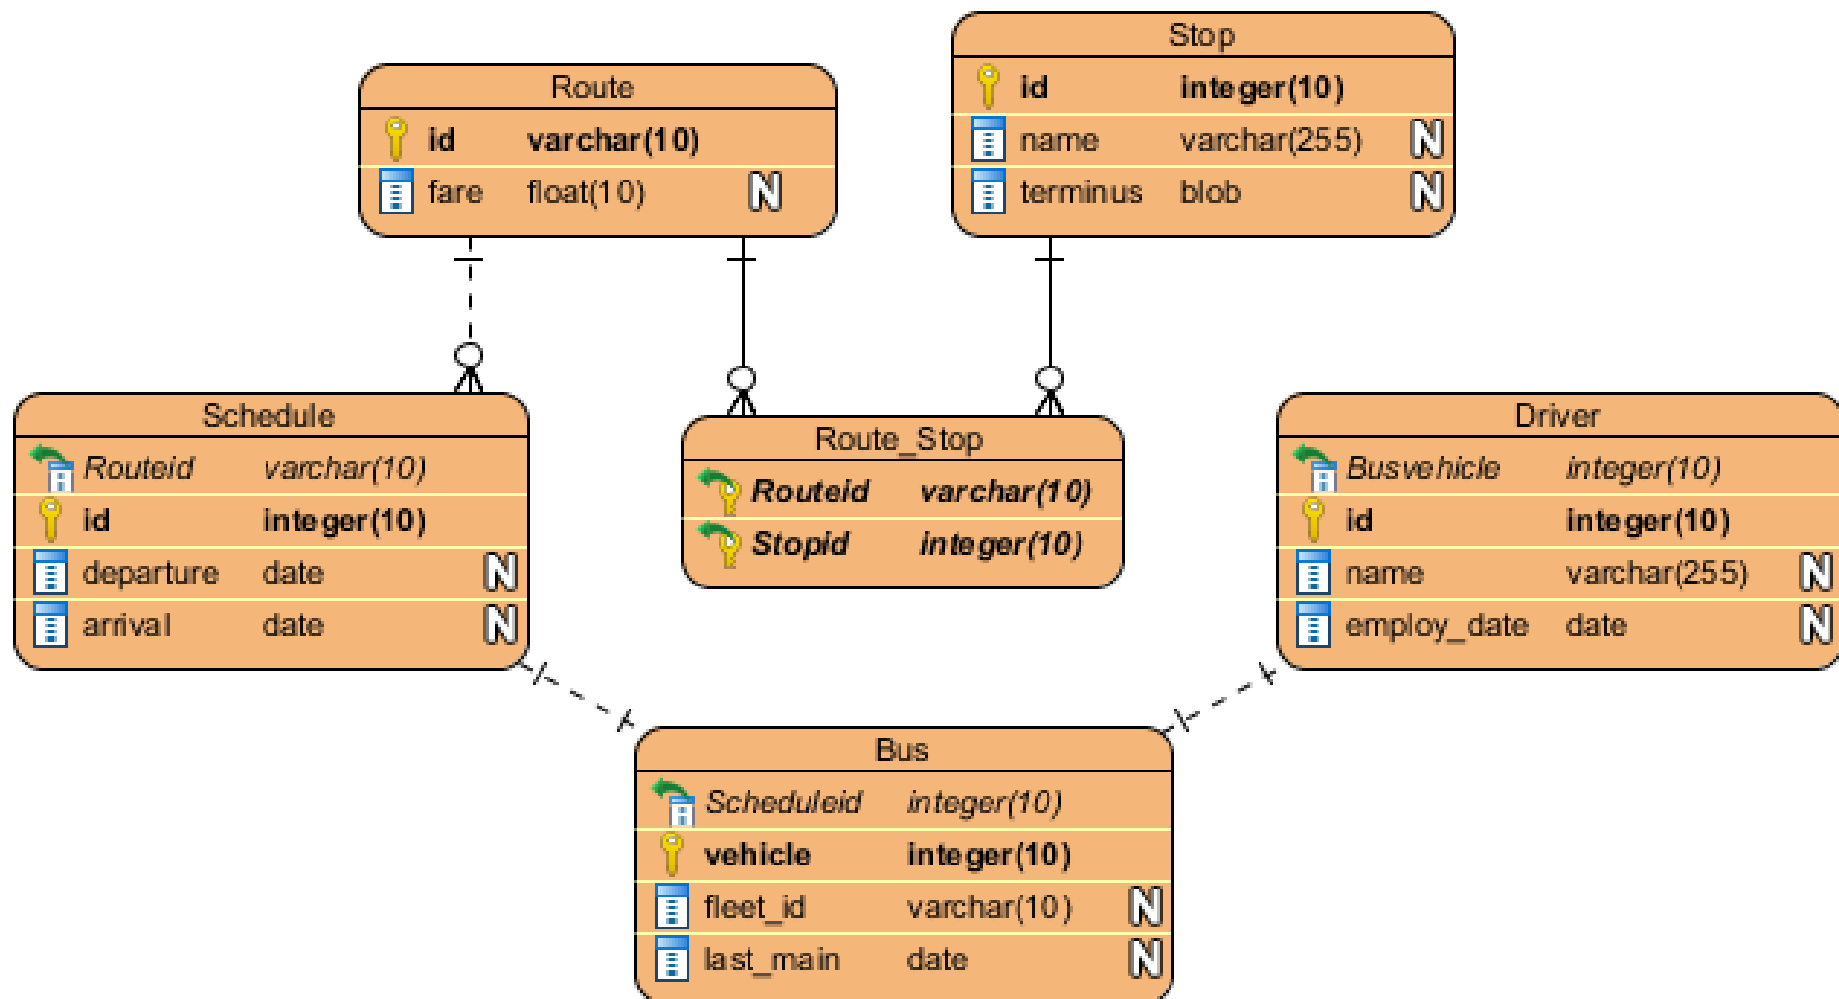 Route
id varchar(10)
fare float(10) N
Stop
id integer(10)
name varchar(255) N
terminus blob N
Schedule
Routeid varchar(10)
id integer(10)
departure date N
arrival date N
Route_Stop
Routeid varchar(10)
Stopid integer(10)
Driver
Busvehicle integer(10)
id integer(10)
name varchar(255) N
employ_date date N
Bus
Scheduleid integer(10)
vehicle integer(10)
fleet_id varchar(10) N
last_main date N